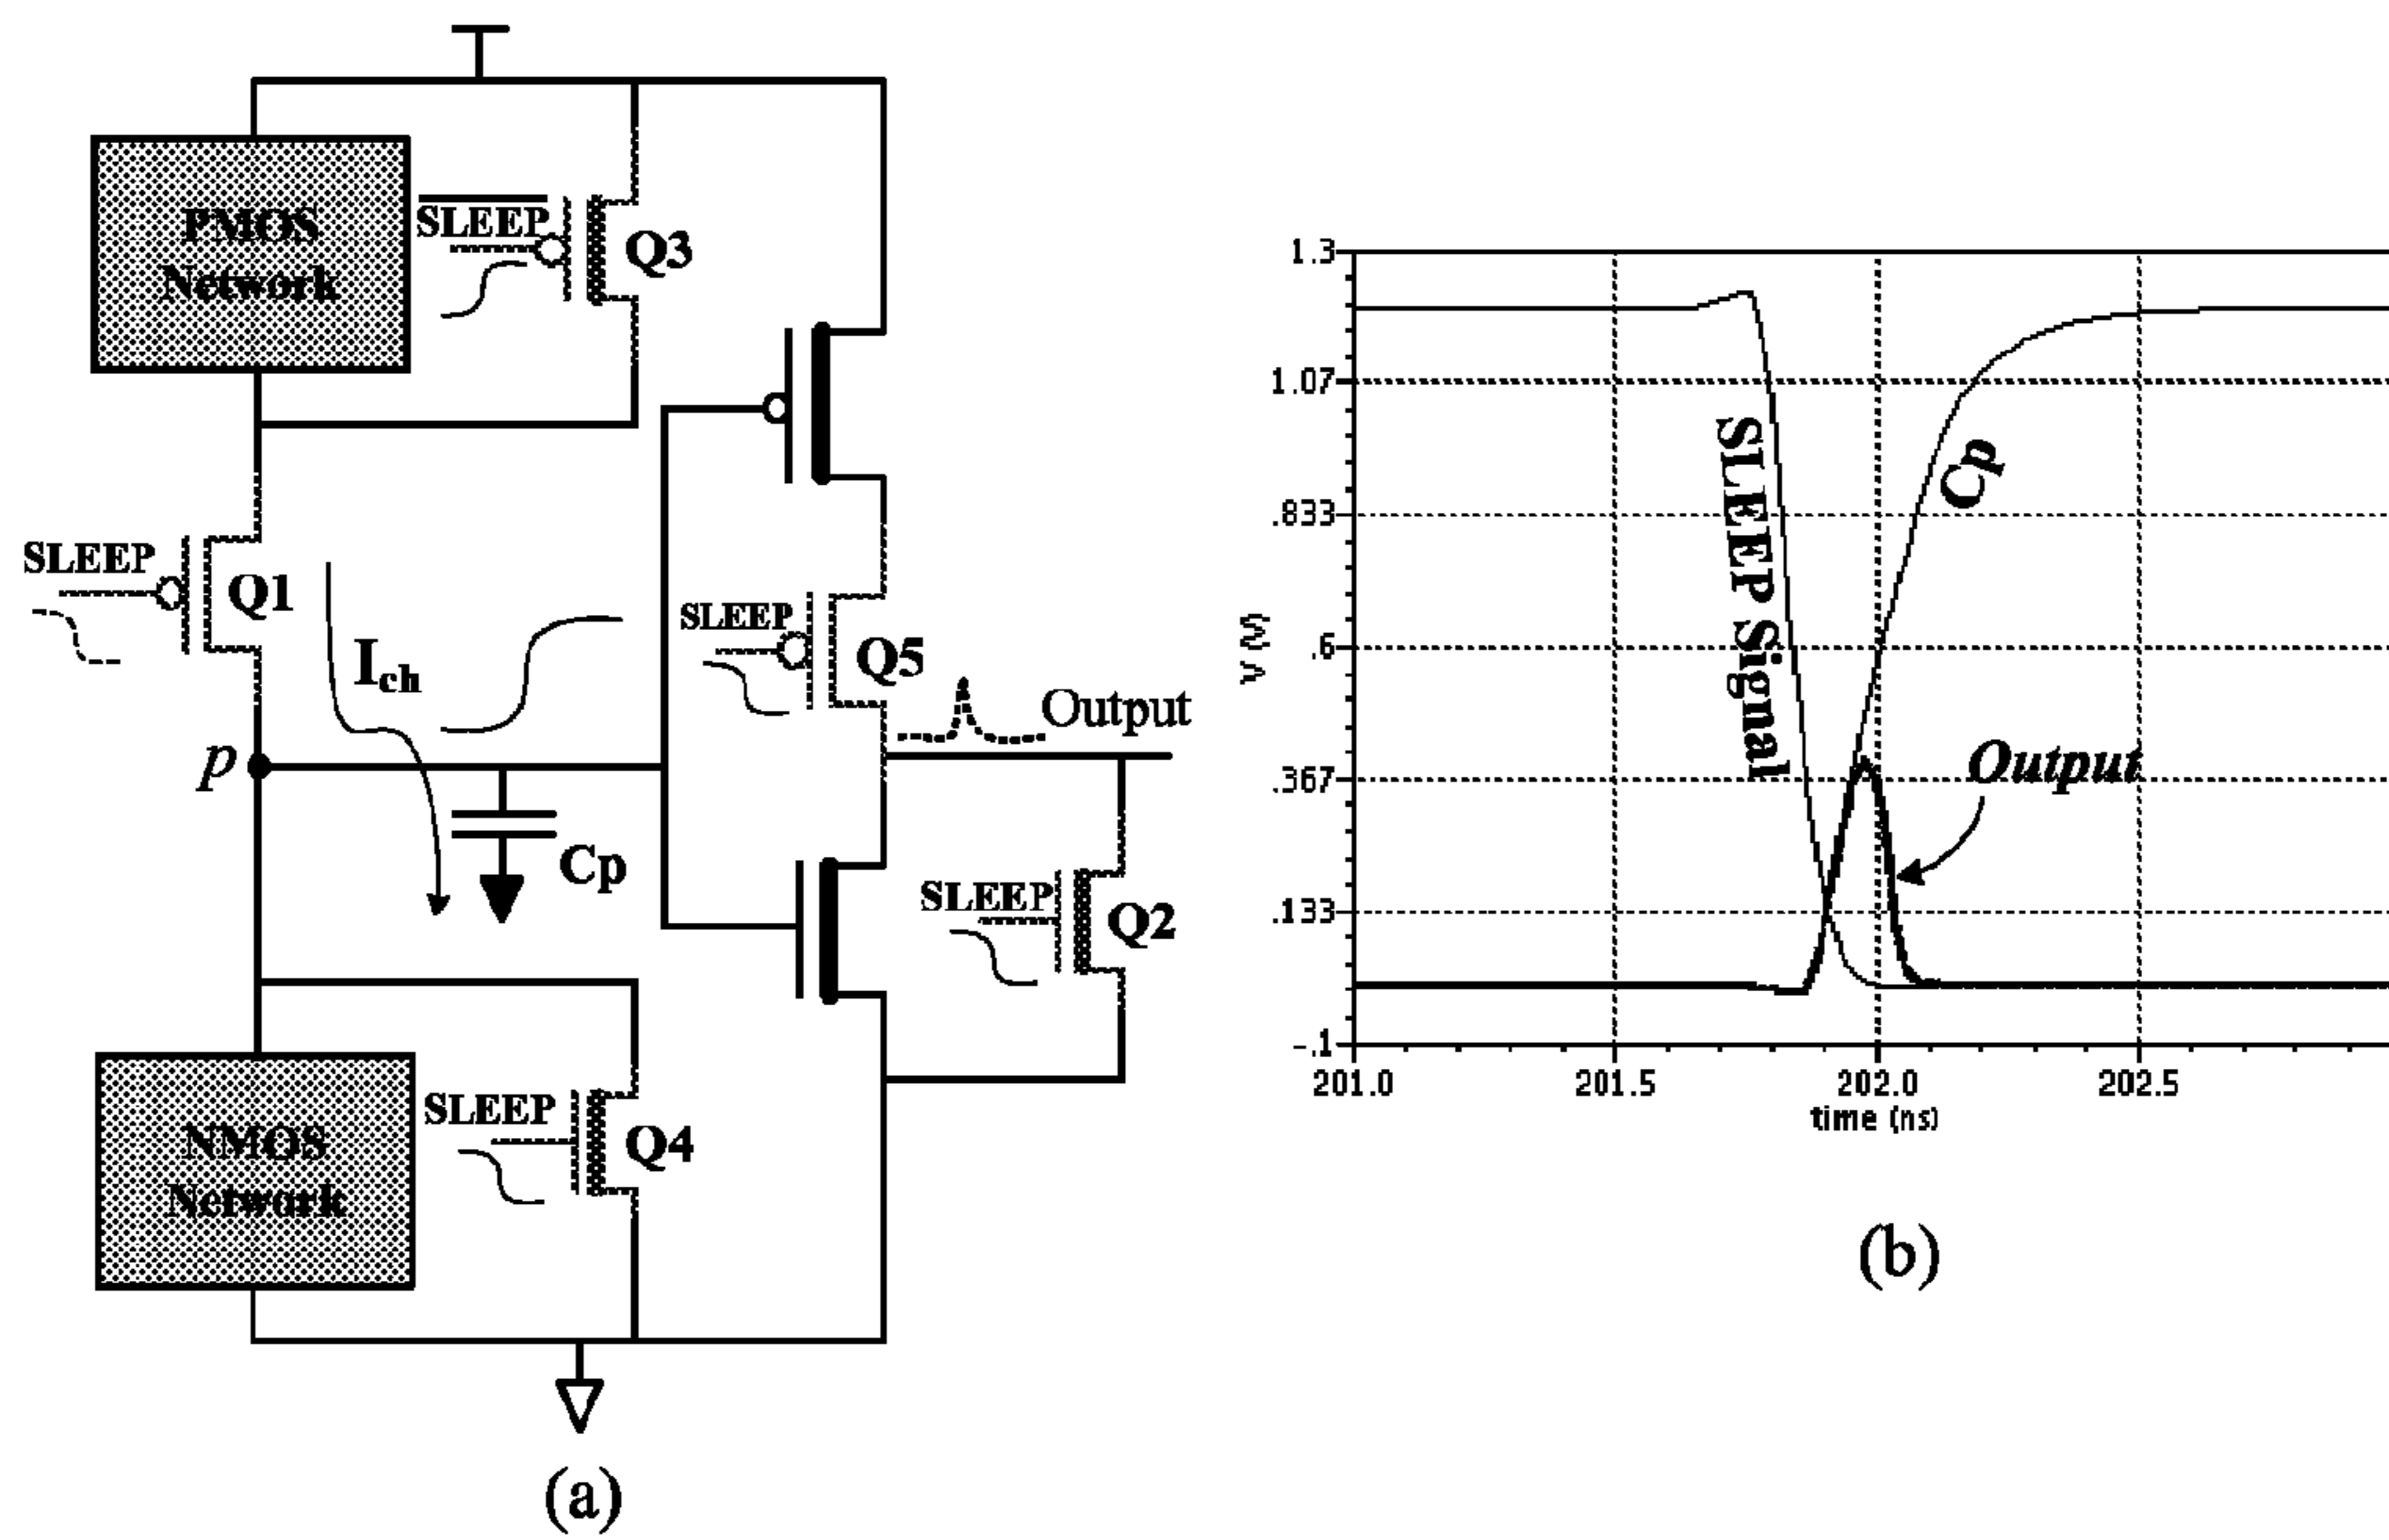 PMOS
Network
SLEEP
Q3
SLEEP
Q1
Ich
SLEEP
Q5
Output
p
Cp
SLEEP
Q2
NMOS
Network
SLEEP
Q4
(a)
1.3
1.07
.833
.6
.367
.133
-.1
V (V)
SLEEP Signal
Cp
Output
201.0 201.5 202.0 202.5
time (ns)
(b)